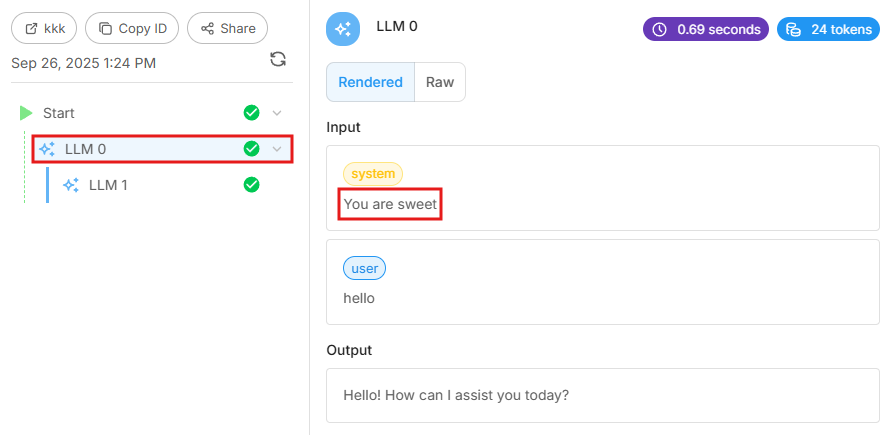 kkk Copy ID Share
Sep 26, 2025 1:24 PM
Start
LLM 0
LLM 1
LLM 0 0.69 seconds 24 tokens
Rendered Raw
Input
system
You are sweet
user
hello
Output
Hello! How can I assist you today?